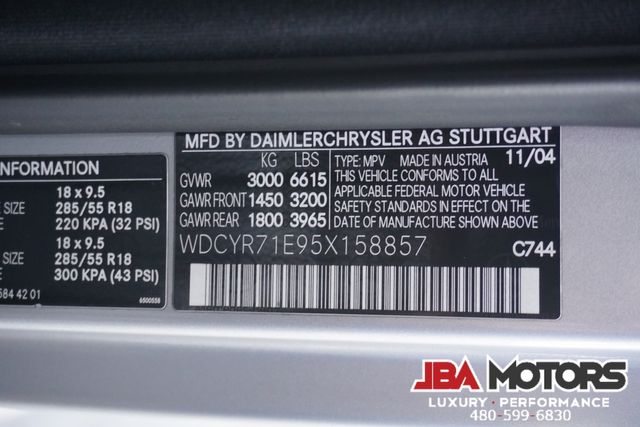 INFORMATION
18 x 9.5
SIZE 285/55 R18
RE 220 KPA (32 PSI)
18 x 9.5
SIZE 285/55 R18
RE 300 KPA (43 PSI)
584 42 01
6500558
MFD BY DAIMLERCHRYSLER AG STUTTGART
KG LBS
GVWR 3000 6615
GAWR FRONT 1450 3200
GAWR REAR 1800 3965
TYPE: MPV MADE IN AUSTRIA 11/04
THIS VEHICLE CONFORMS TO ALL
APPLICABLE FEDERAL MOTOR VEHICLE
SAFETY STANDARDS IN EFFECT ON THE
DATE OF MANUFACTURE SHOWN ABOVE.
WDCYR71E95X158857
C744
JBA MOTORS
LUXURY • PERFORMANCE
480-599-6830